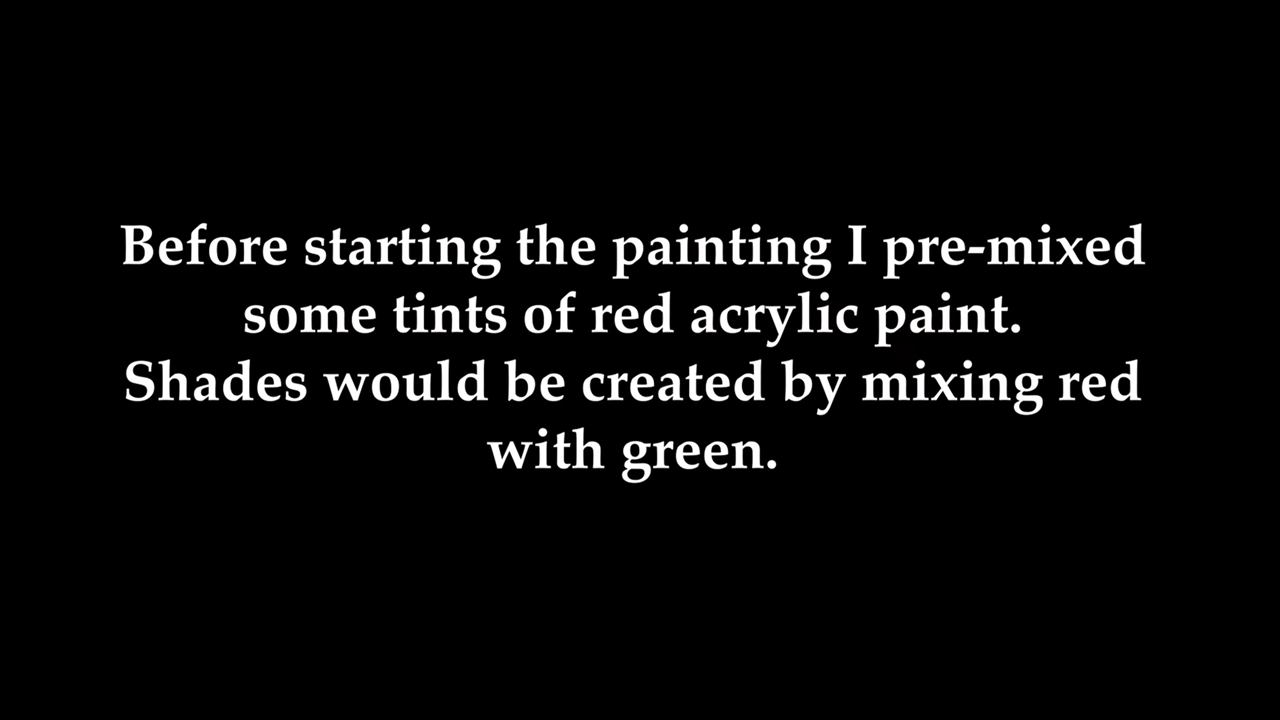 Before starting the painting I pre-mixed
some tints of red acrylic paint.
Shades would be created by mixing red
with green.